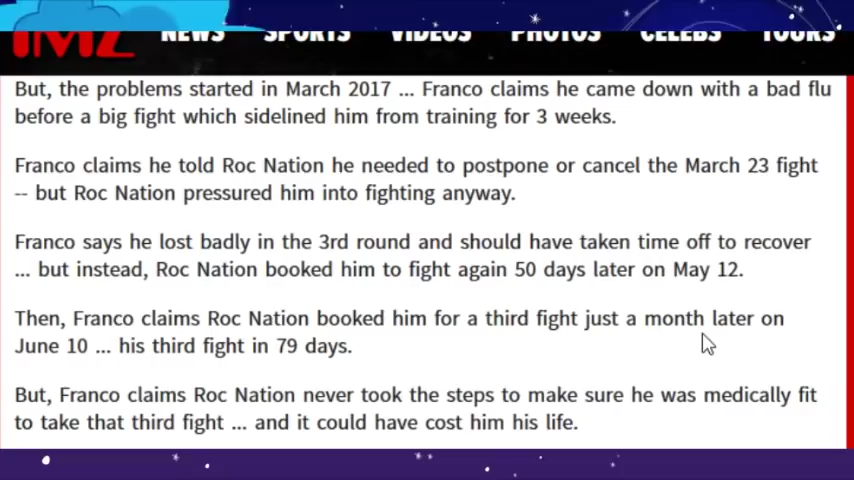 TMZ NEWS SPORTS VIDEOS PHOTOS CELEBS TOURS
But, the problems started in March 2017 ... Franco claims he came down with a bad flu
before a big fight which sidelined him from training for 3 weeks.
Franco claims he told Roc Nation he needed to postpone or cancel the March 23 fight
-- but Roc Nation pressured him into fighting anyway.
Franco says he lost badly in the 3rd round and should have taken time off to recover
... but instead, Roc Nation booked him to fight again 50 days later on May 12.
Then, Franco claims Roc Nation booked him for a third fight just a month later on
June 10 ... his third fight in 79 days.
But, Franco claims Roc Nation never took the steps to make sure he was medically fit
to take that third fight ... and it could have cost him his life.